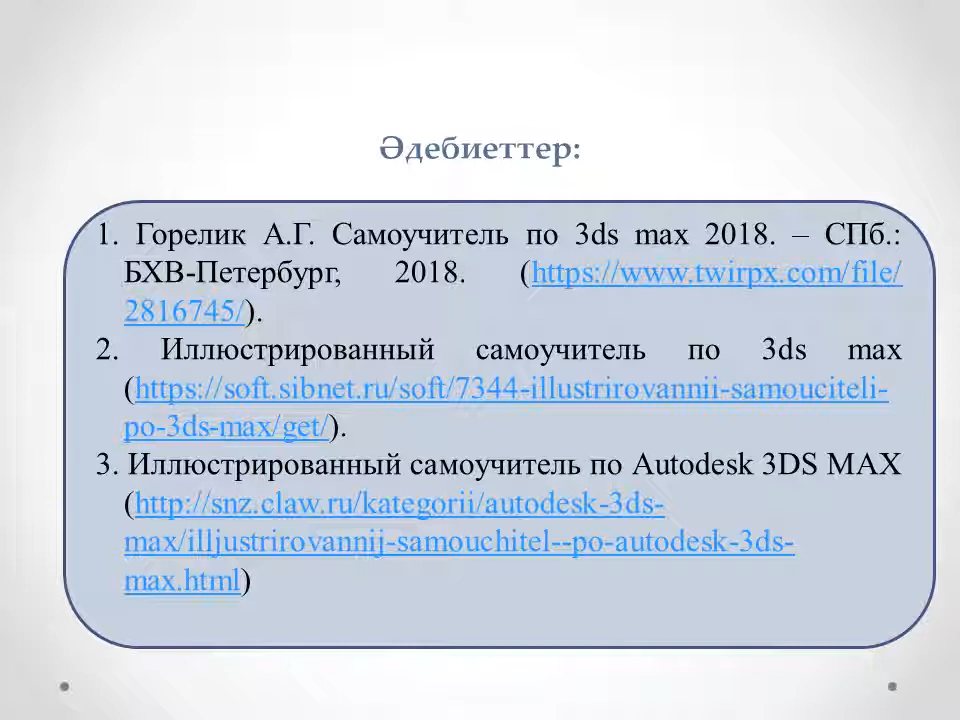 Әдебиеттер:
1. Горелик А.Г. Самоучитель по 3ds max 2018. – СПб.:
БХВ-Петербург, 2018. (https://www.twirpx.com/file/
2816745/).
2. Иллюстрированный самоучитель по 3ds max
(https://soft.sibnet.ru/soft/7344-illustrirovannii-samouciteli-
po-3ds-max/get/).
3. Иллюстрированный самоучитель по Autodesk 3DS MAX
(http://snz.claw.ru/kategorii/autodesk-3ds-
max/illjustrirovannij-samouchitel--po-autodesk-3ds-
max.html)